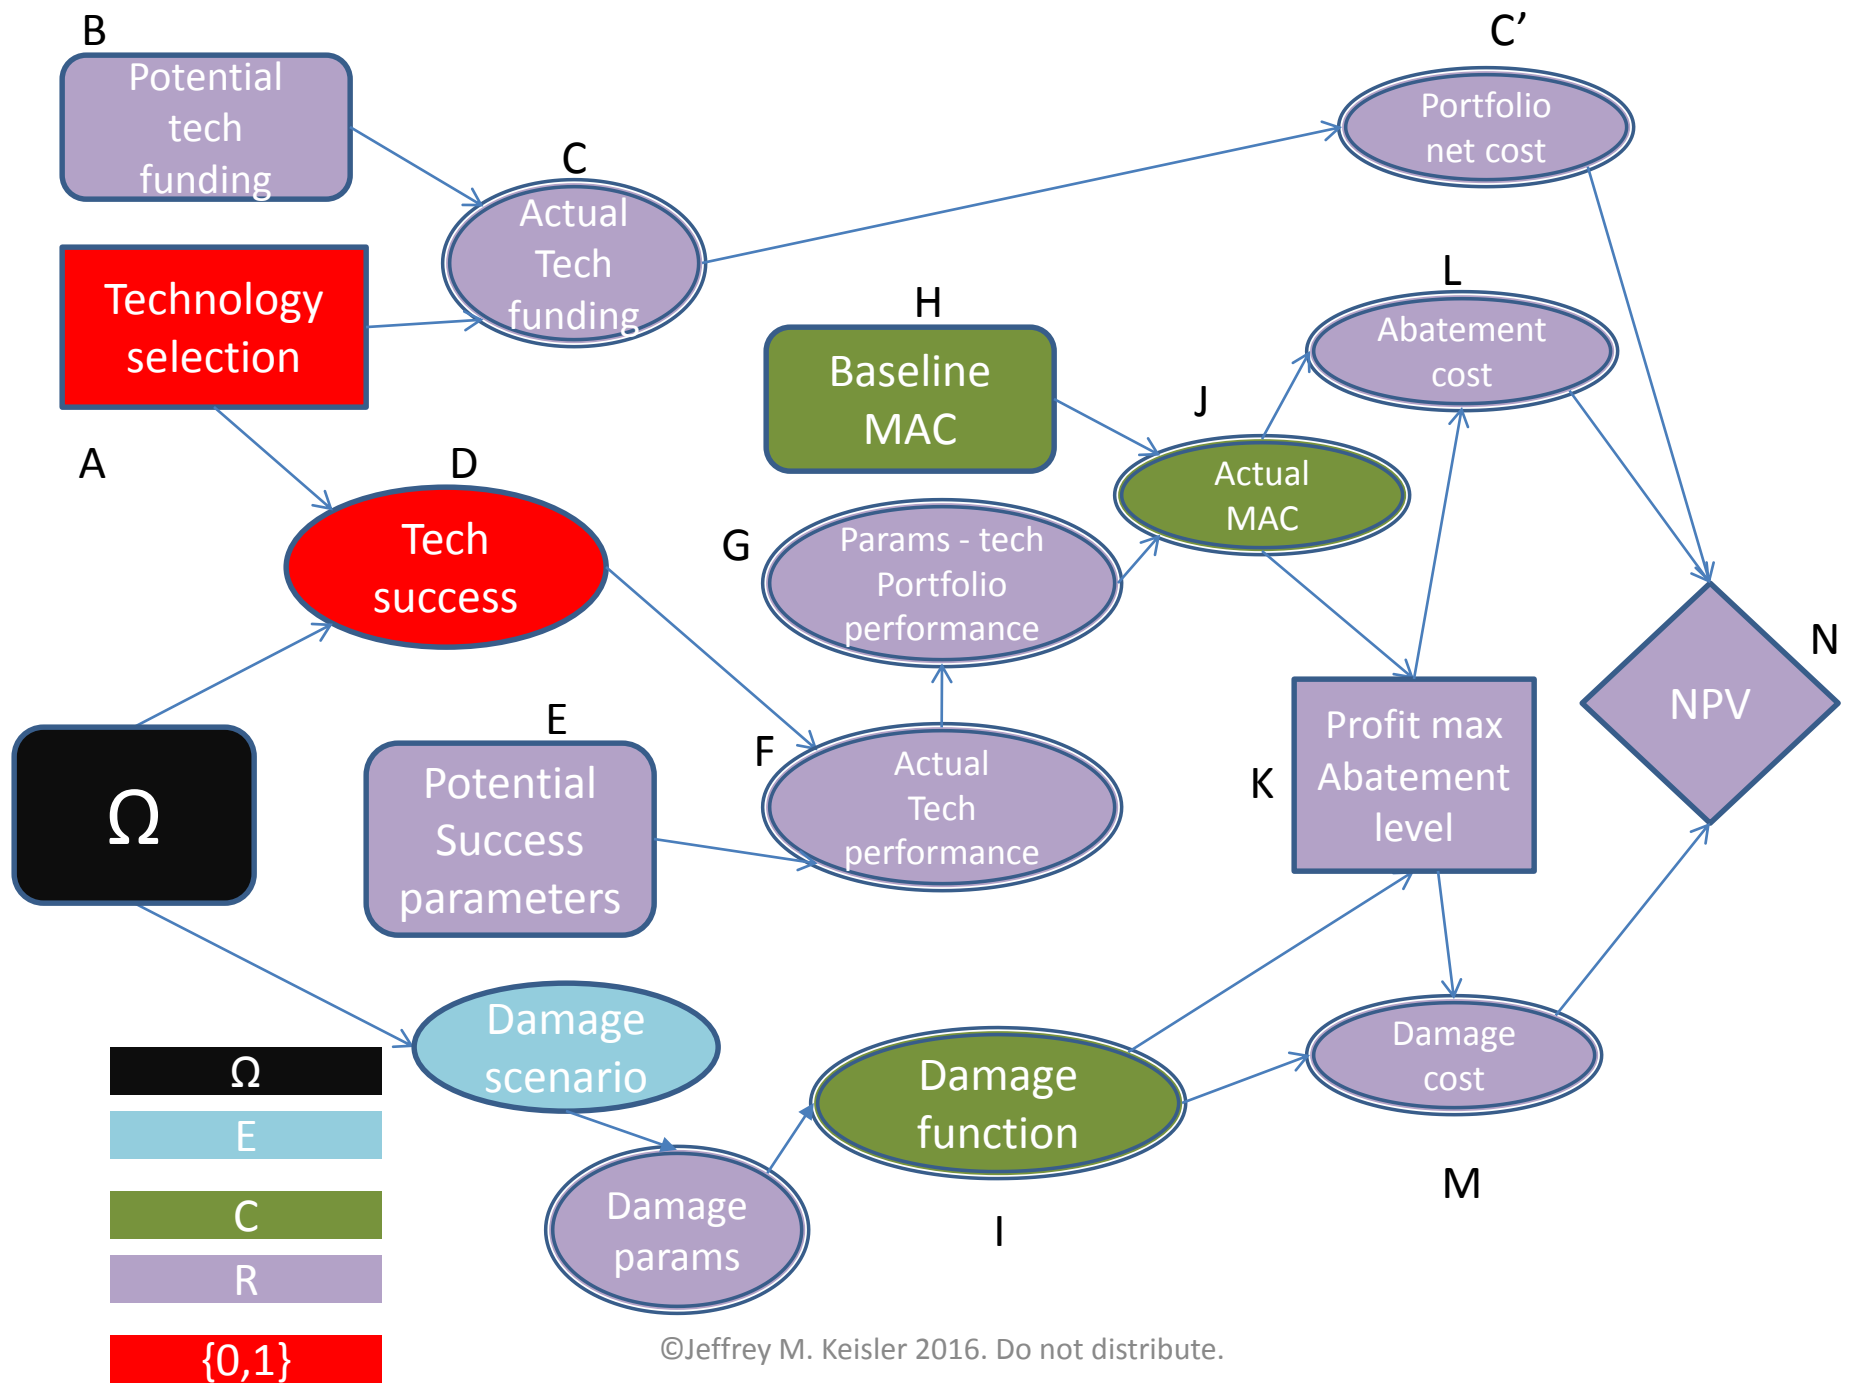 B
Potential
tech
funding
C’
Portfolio
net cost
C
Actual
Tech
funding
Technology
selection
A
L
Abatement
cost
H
Baseline
MAC
J
Actual
MAC
D
Tech
success
G
Params - tech
Portfolio
performance
N
NPV
K
Profit max
Abatement
level
E
Potential
Success
parameters
F
Actual
Tech
performance
Ω
Damage
scenario
Damage
function
I
Damage
cost
M
Damage
params
Ω
E
C
R
{0,1}
©Jeffrey M. Keisler 2016. Do not distribute.